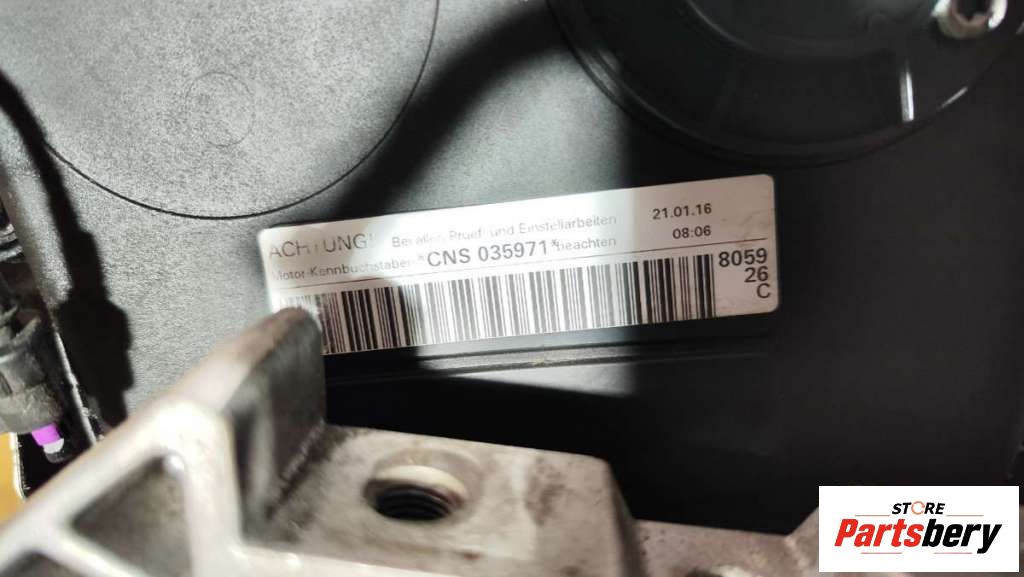 ACHTUNG! Bei allen Pruef- und Einstellarbeiten
Motor-Kennbuchstaben *CNS 035971* beachten
21.01.16
08:06
8059
26
C
STORE
Partsbery